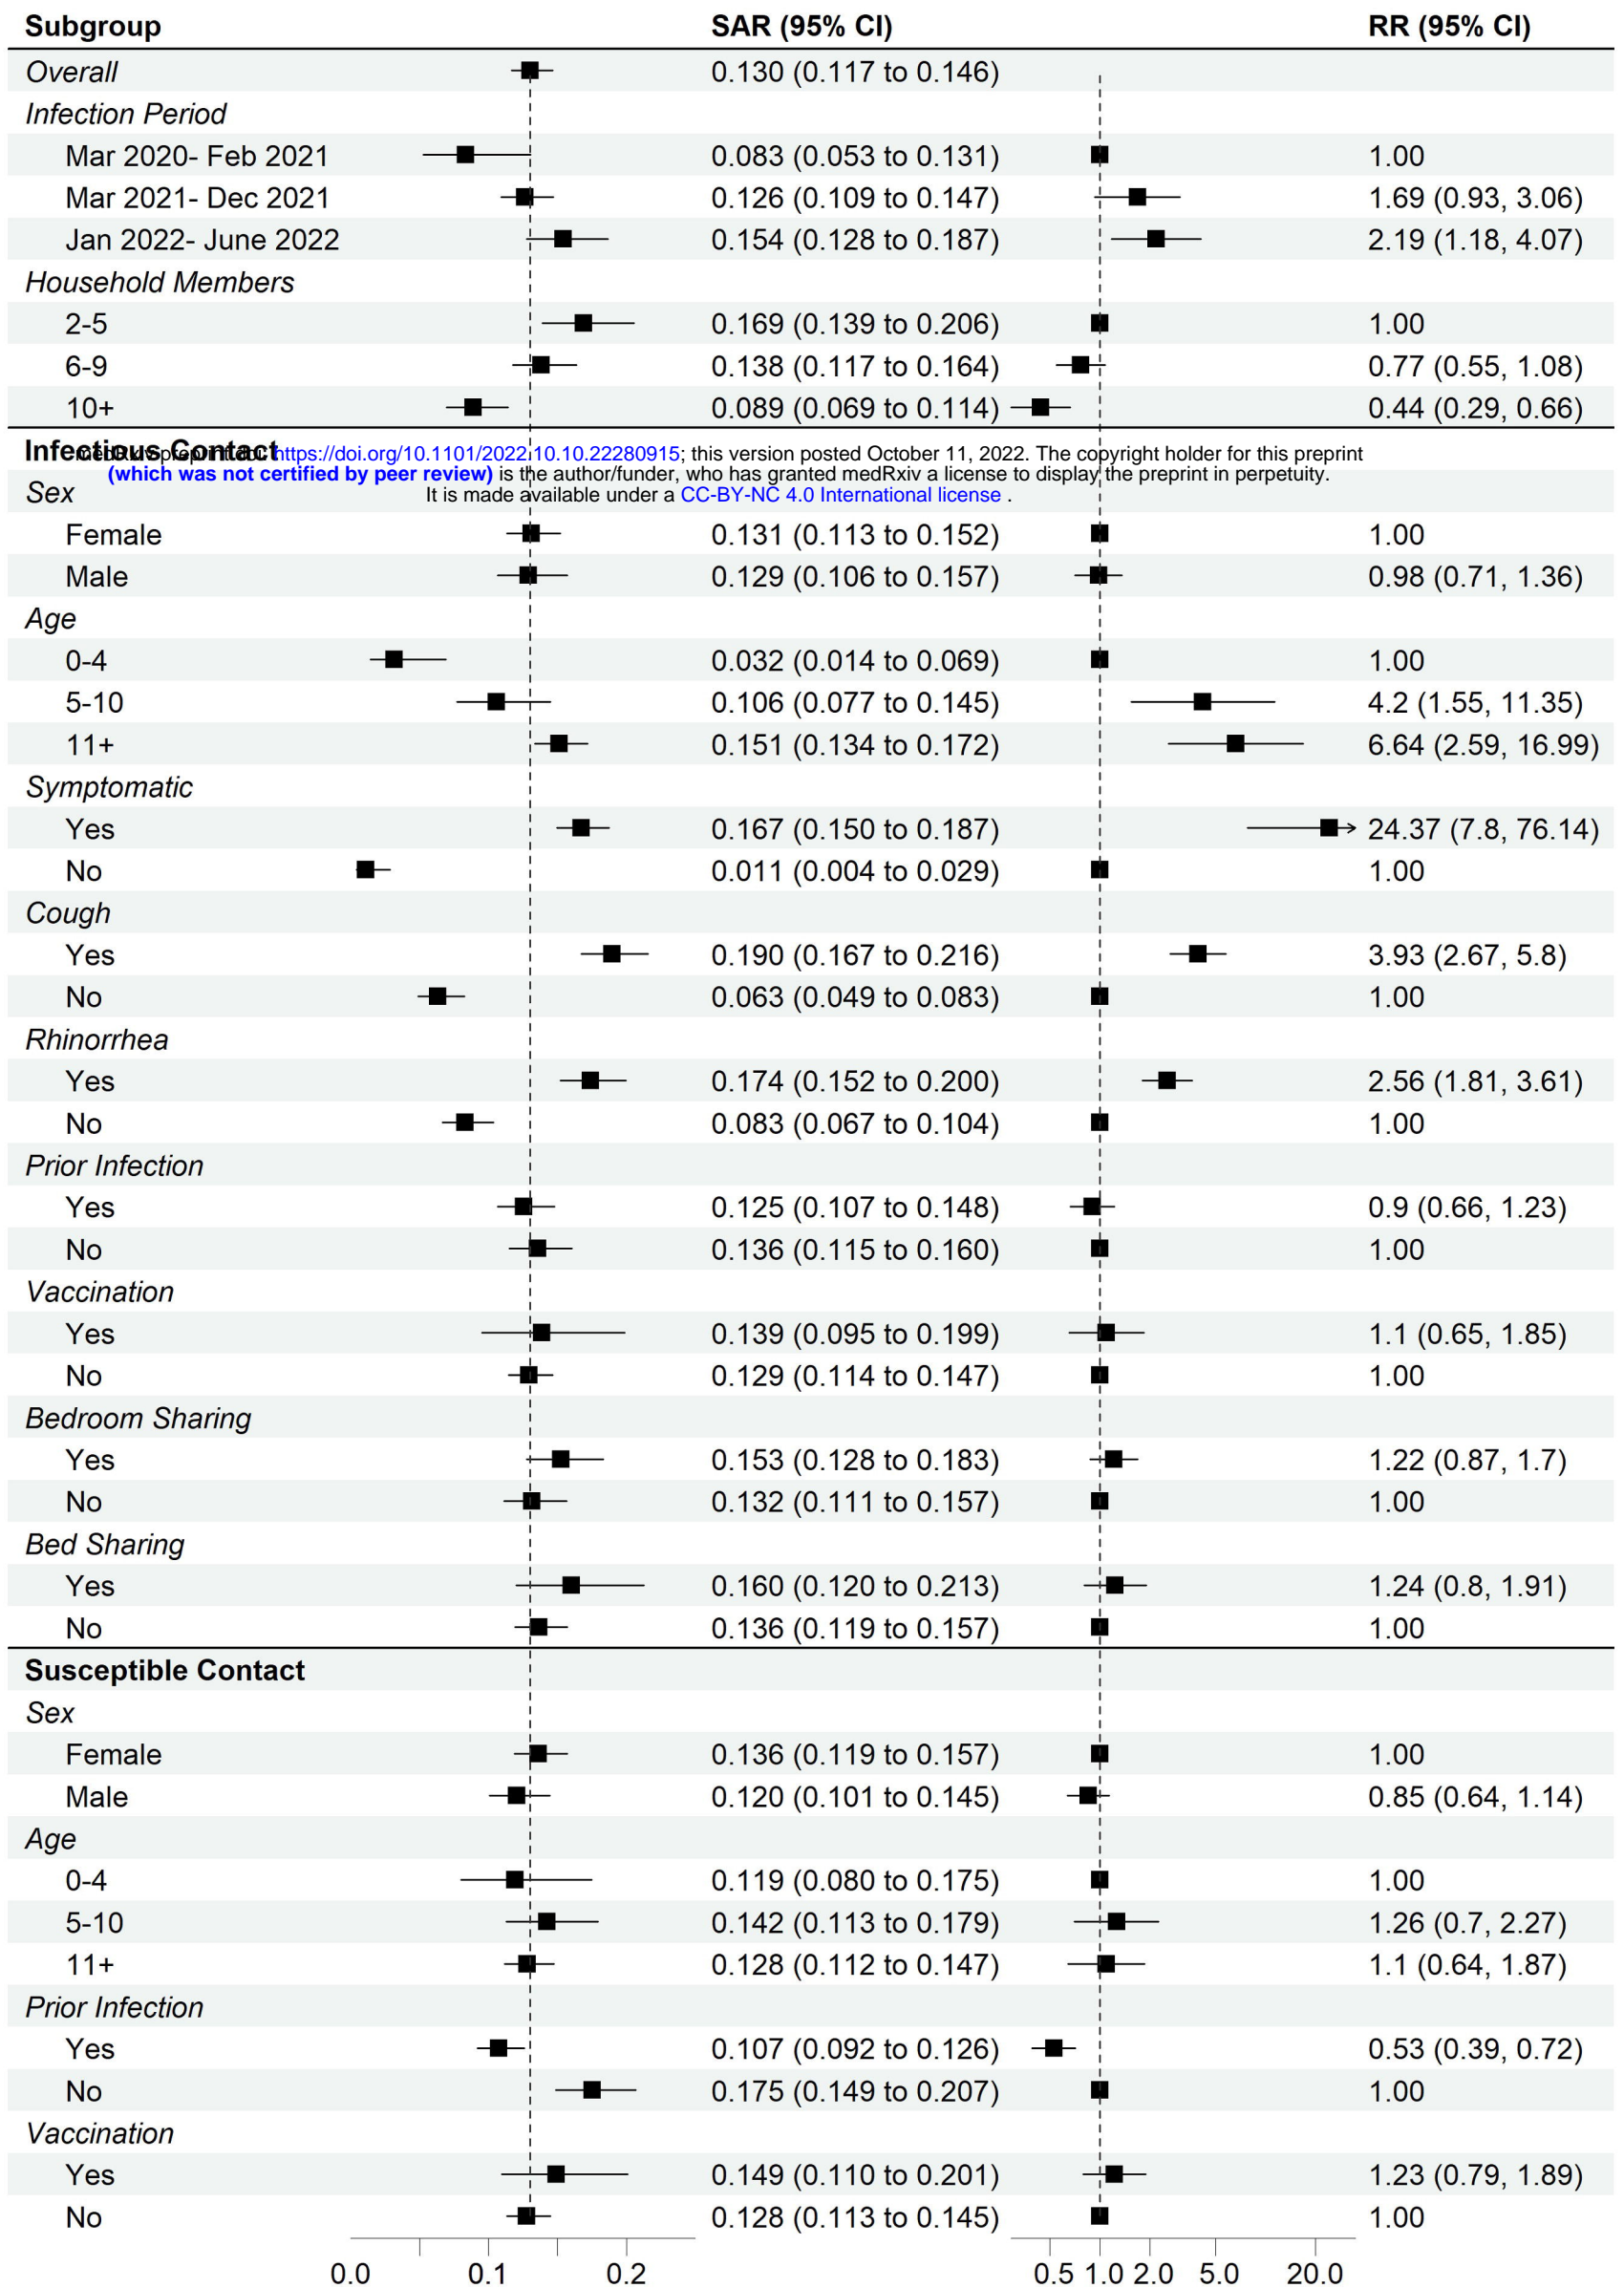 Subgroup SAR (95% CI) RR (95% CI)
Overall 0.130 (0.117 to 0.146)
Infection Period
Mar 2020- Feb 2021 0.083 (0.053 to 0.131) 1.00
Mar 2021- Dec 2021 0.126 (0.109 to 0.147) 1.69 (0.93, 3.06)
Jan 2022- June 2022 0.154 (0.128 to 0.187) 2.19 (1.18, 4.07)
Household Members
2-5 0.169 (0.139 to 0.206) 1.00
6-9 0.138 (0.117 to 0.164) 0.77 (0.55, 1.08)
10+ 0.089 (0.069 to 0.114) 0.44 (0.29, 0.66)
Infectious Contact
medRxiv preprint doi: https://doi.org/10.1101/2022.10.10.22280915; this version posted October 11, 2022. The copyright holder for this preprint
(which was not certified by peer review) is the author/funder, who has granted medRxiv a license to display the preprint in perpetuity.
It is made available under a CC-BY-NC 4.0 International license .
Sex
Female 0.131 (0.113 to 0.152) 1.00
Male 0.129 (0.106 to 0.157) 0.98 (0.71, 1.36)
Age
0-4 0.032 (0.014 to 0.069) 1.00
5-10 0.106 (0.077 to 0.145) 4.2 (1.55, 11.35)
11+ 0.151 (0.134 to 0.172) 6.64 (2.59, 16.99)
Symptomatic
Yes 0.167 (0.150 to 0.187) 24.37 (7.8, 76.14)
No 0.011 (0.004 to 0.029) 1.00
Cough
Yes 0.190 (0.167 to 0.216) 3.93 (2.67, 5.8)
No 0.063 (0.049 to 0.083) 1.00
Rhinorrhea
Yes 0.174 (0.152 to 0.200) 2.56 (1.81, 3.61)
No 0.083 (0.067 to 0.104) 1.00
Prior Infection
Yes 0.125 (0.107 to 0.148) 0.9 (0.66, 1.23)
No 0.136 (0.115 to 0.160) 1.00
Vaccination
Yes 0.139 (0.095 to 0.199) 1.1 (0.65, 1.85)
No 0.129 (0.114 to 0.147) 1.00
Bedroom Sharing
Yes 0.153 (0.128 to 0.183) 1.22 (0.87, 1.7)
No 0.132 (0.111 to 0.157) 1.00
Bed Sharing
Yes 0.160 (0.120 to 0.213) 1.24 (0.8, 1.91)
No 0.136 (0.119 to 0.157) 1.00
Susceptible Contact
Sex
Female 0.136 (0.119 to 0.157) 1.00
Male 0.120 (0.101 to 0.145) 0.85 (0.64, 1.14)
Age
0-4 0.119 (0.080 to 0.175) 1.00
5-10 0.142 (0.113 to 0.179) 1.26 (0.7, 2.27)
11+ 0.128 (0.112 to 0.147) 1.1 (0.64, 1.87)
Prior Infection
Yes 0.107 (0.092 to 0.126) 0.53 (0.39, 0.72)
No 0.175 (0.149 to 0.207) 1.00
Vaccination
Yes 0.149 (0.110 to 0.201) 1.23 (0.79, 1.89)
No 0.128 (0.113 to 0.145) 1.00
0.0 0.1 0.2 0.5 1.0 2.0 5.0 20.0